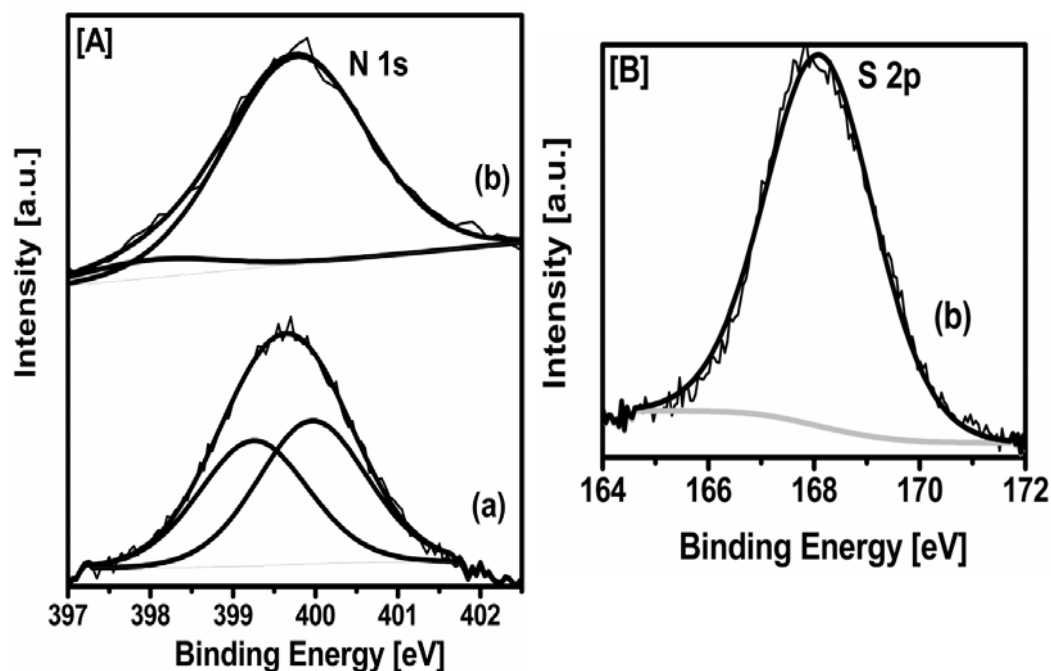 [A]
N 1s
(b)
(a)
Intensity [a.u.]
Intensity [a.u.]
397 398 399 400 401 402
Binding Energy [eV]
[B]
S 2p
(b)
Intensity [a.u.]
164 166 168 170 172
Binding Energy [eV]